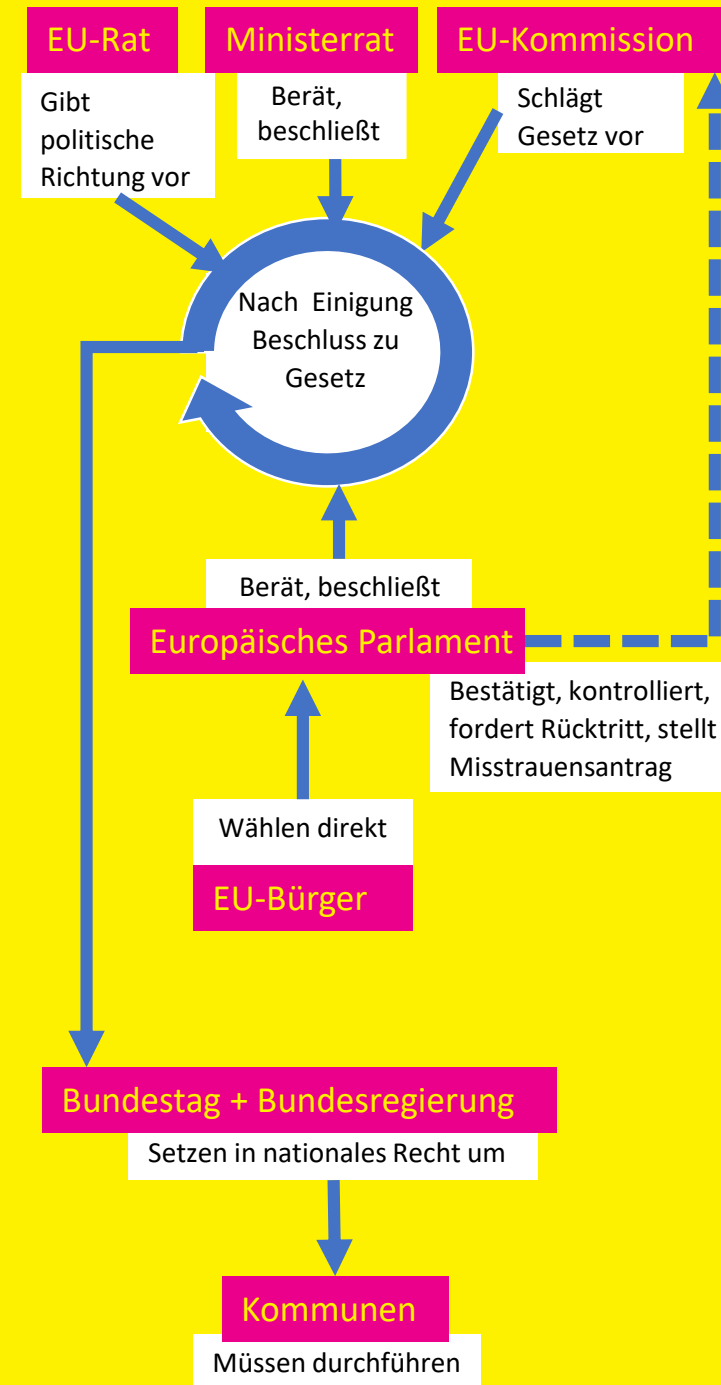 EU-Rat
Gibt
politische
Richtung vor
Ministerrat
Berät,
beschließt
EU-Kommission
Schlägt
Gesetz vor
Nach Einigung
Beschluss zu
Gesetz
Berät, beschließt
Europäisches Parlament
Bestätigt, kontrolliert,
fordert Rücktritt, stellt
Misstrauensantrag
Wählen direkt
EU-Bürger
Bundestag + Bundesregierung
Setzen in nationales Recht um
Kommunen
Müssen durchführen